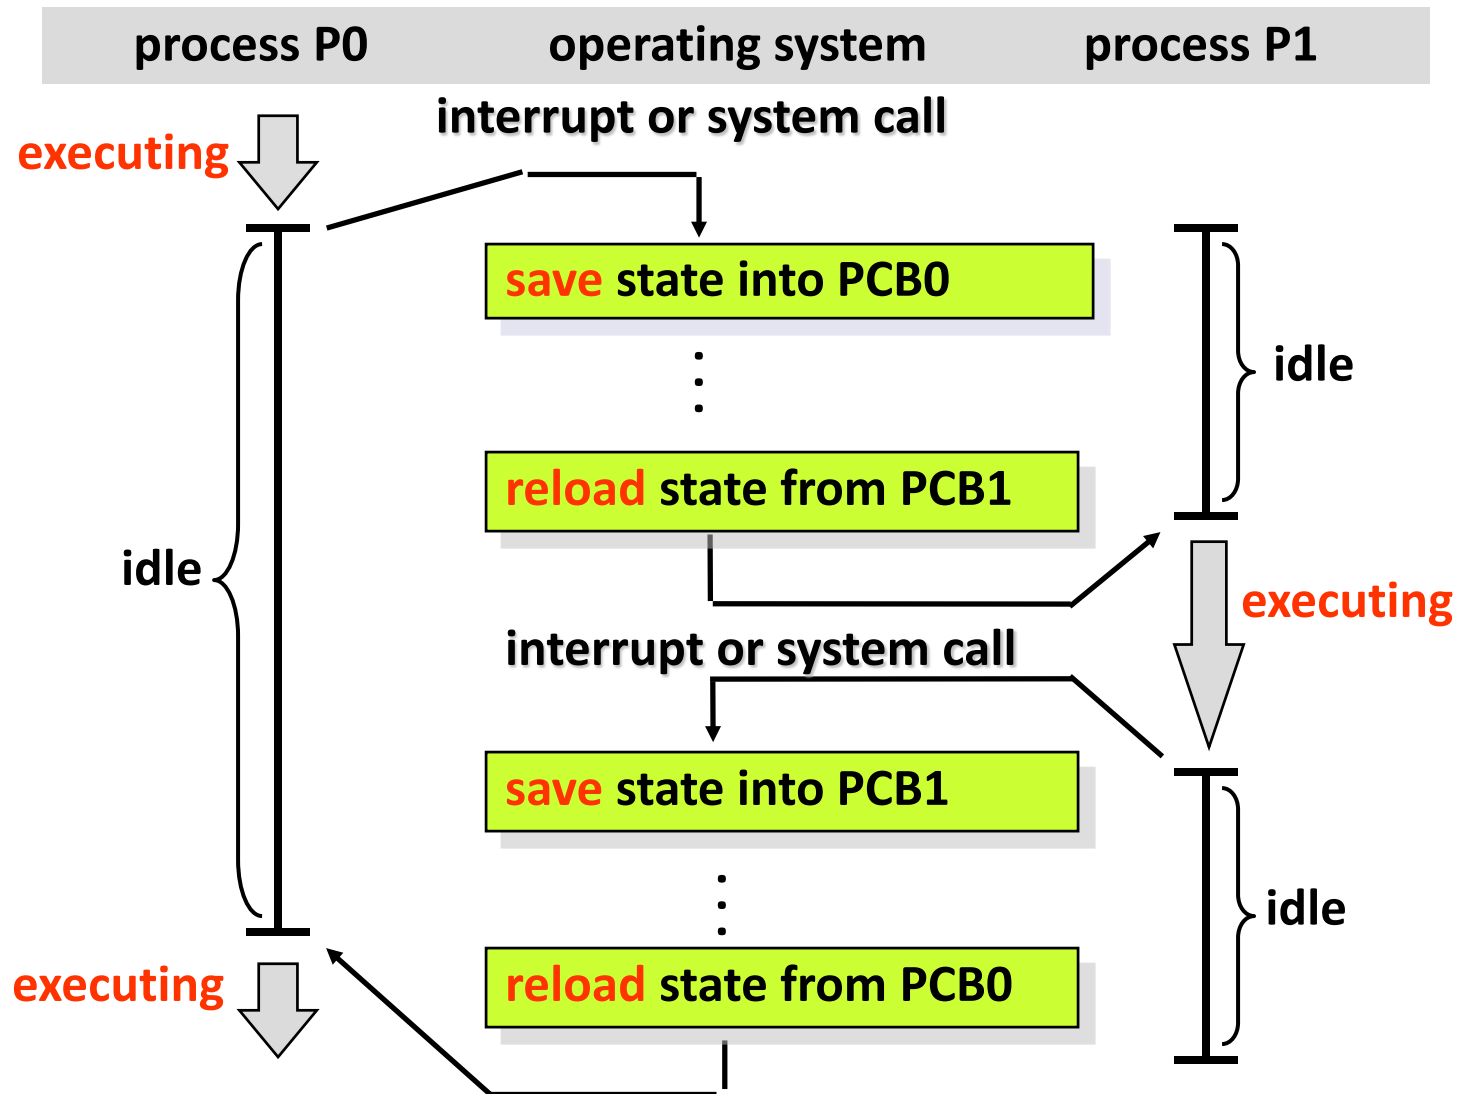 process P0 operating system process P1
interrupt or system call
executing
save state into PCB0
idle
reload state from PCB1
idle
executing
interrupt or system call
save state into PCB1
idle
reload state from PCB0
executing